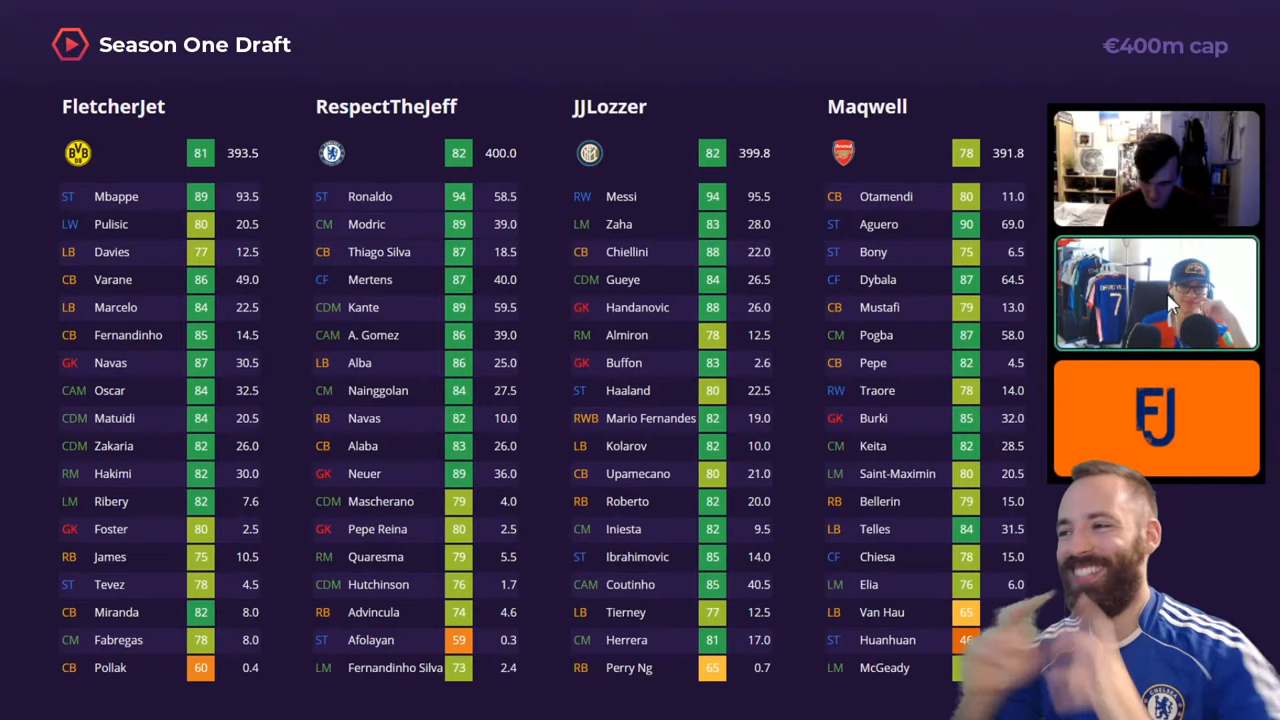 Season One Draft
€400m cap
FletcherJet
BVB 09
81 393.5
ST Mbappe 89 93.5
LW Pulisic 80 20.5
LB Davies 77 12.5
CB Varane 86 49.0
LB Marcelo 84 22.5
CB Fernandinho 85 14.5
GK Navas 87 30.5
CAM Oscar 84 32.5
CDM Matuidi 84 20.5
CDM Zakaria 82 26.0
RM Hakimi 82 30.0
LM Ribery 82 7.6
GK Foster 80 2.5
RB James 75 10.5
ST Tevez 78 4.5
CB Miranda 82 8.0
CM Fabregas 78 8.0
CB Pollak 60 0.4
RespectTheJeff
82 400.0
ST Ronaldo 94 58.5
CM Modric 89 39.0
CB Thiago Silva 87 18.5
CF Mertens 87 40.0
CDM Kante 89 59.5
CAM A. Gomez 86 39.0
LB Alba 86 25.0
CM Nainggolan 84 27.5
RB Navas 82 10.0
CB Alaba 83 26.0
GK Neuer 89 36.0
CDM Mascherano 79 4.0
GK Pepe Reina 80 2.5
RM Quaresma 79 5.5
CDM Hutchinson 76 1.7
RB Advincula 74 4.6
ST Afolayan 59 0.3
LM Fernandinho Silva 73 2.4
JJLozzer
82 399.8
RW Messi 94 95.5
LM Zaha 83 28.0
CB Chiellini 88 22.0
CDM Gueye 84 26.5
GK Handanovic 88 26.0
RM Almiron 78 12.5
GK Buffon 83 2.6
ST Haaland 80 22.5
RWB Mario Fernandes 82 19.0
LB Kolarov 82 10.0
CB Upamecano 80 21.0
RB Roberto 82 20.0
CM Iniesta 82 9.5
ST Ibrahimovic 85 14.0
CAM Coutinho 85 40.5
LB Tierney 77 12.5
CM Herrera 81 17.0
RB Perry Ng 65 0.7
Maqwell
78 391.8
CB Otamendi 80 11.0
ST Aguero 90 69.0
ST Bony 75 6.5
CF Dybala 87 64.5
CB Mustafi 79 13.0
CM Pogba 87 58.0
CB Pepe 82 4.5
RW Traore 78 14.0
GK Burki 85 32.0
CM Keita 82 28.5
LM Saint-Maximin 80 20.5
RB Bellerin 79 15.0
LB Telles 84 31.5
CF Chiesa 78 15.0
LM Elia 76 6.0
LB Van Hau 65
ST Huanhuan 46
LM McGeady
7
FJ
CHELSEA